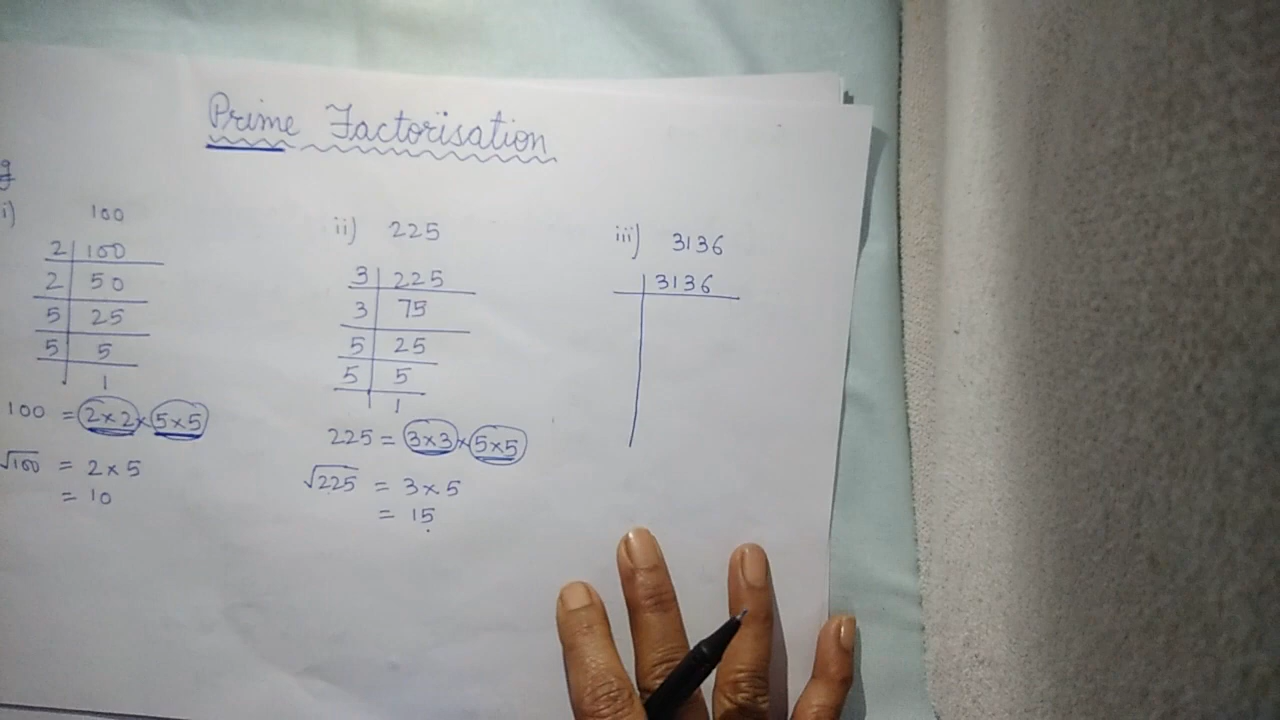 Prime Factorisation
g
i) 100
2 100
2 50
5 25
5 5
1
100 = 2×2×5×5
√100 = 2×5
= 10
ii) 225
3 225
3 75
5 25
5 5
1
225 = 3×3×5×5
√225 = 3×5
= 15
iii) 3136
3136